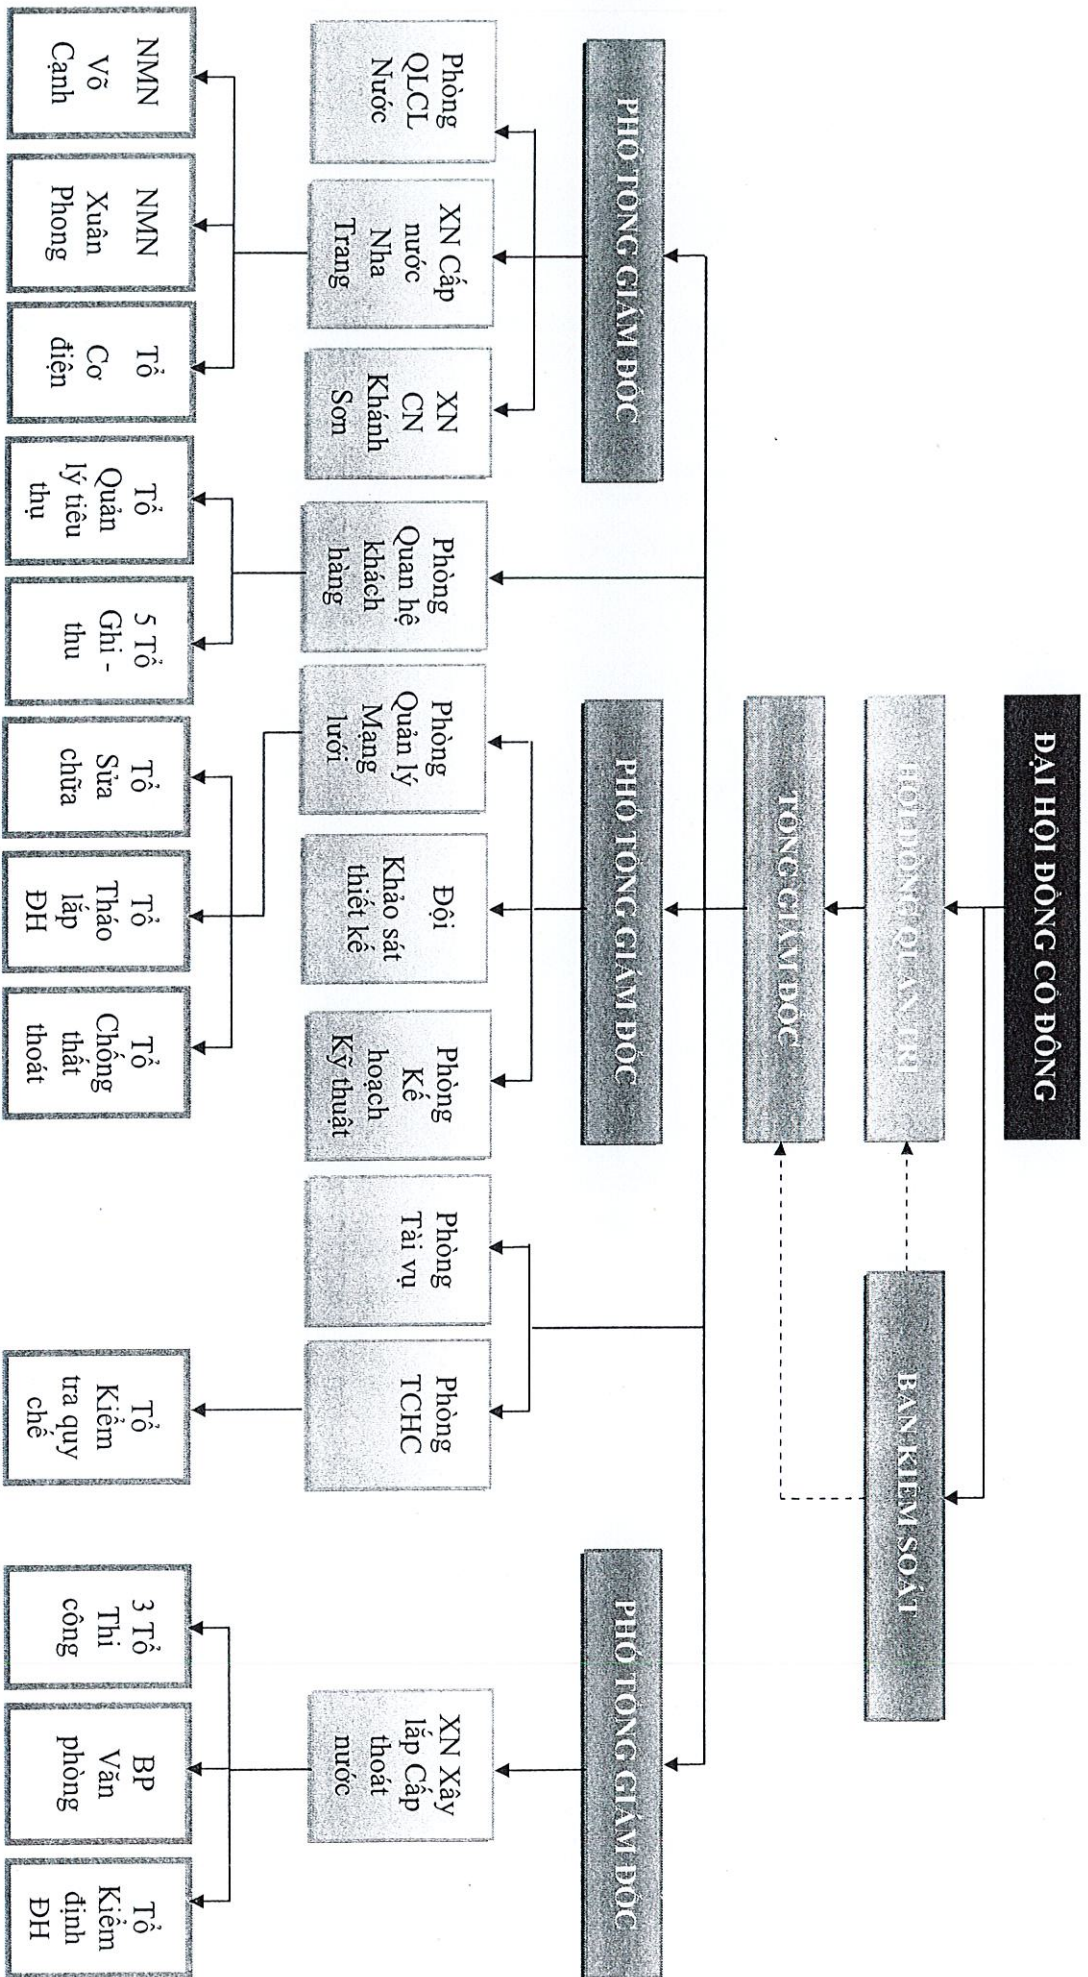 ĐẠI HỘI ĐỒNG CỔ ĐÔNG
HỘI ĐỒNG QUẢN TRỊ
BAN KIỂM SOÁT
TỔNG GIÁM ĐỐC
PHÓ TỔNG GIÁM ĐỐC
PHÓ TỔNG GIÁM ĐỐC
PHÓ TỔNG GIÁM ĐỐC
Phòng
QLCL
Nước
XN Cấp
nước
Nha
Trang
XN
CN
Khánh
Sơn
Phòng
Quan hệ
khách
hàng
Phòng
Quản lý
Mạng
lưới
Đội
Khảo sát
thiết kế
Phòng
Kế
hoạch
Kỹ thuật
Phòng
Tài vụ
Phòng
TCHC
XN Xây
lắp Cấp
thoát
nước
NMN
Võ
Cạnh
NMN
Xuân
Phong
Tổ
Cơ
điện
Tổ
Quản
lý tiêu
thụ
5 Tổ
Ghi -
thu
Tổ
Sửa
chữa
Tổ
Tháo
lắp
ĐH
Tổ
Chống
thất
thoát
Tổ
Kiểm
tra quy
chế
3 Tổ
Thi
công
BP
Văn
phòng
Tổ
Kiểm
định
ĐH